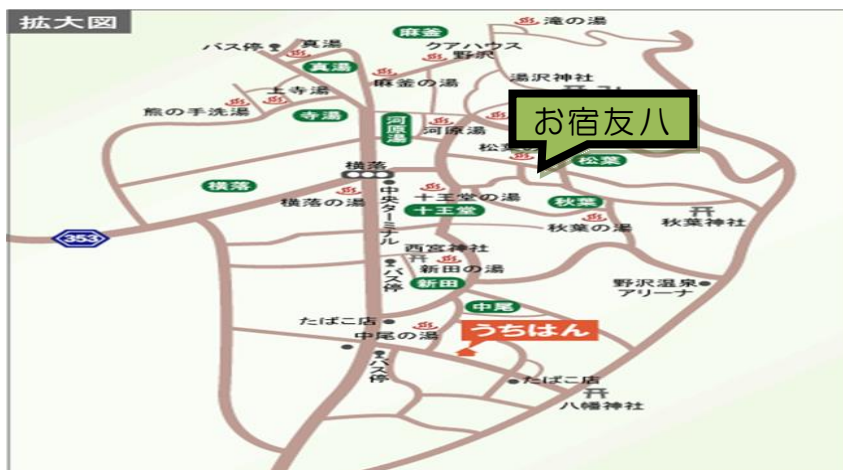 拡大図
滝の湯
麻釜
真湯
バス停
クアハウス
野沢
真湯
麻釜の湯
湯沢神社
上寺湯
熊の手洗湯
寺湯
河原湯
河原湯
お宿友八
松葉
松葉
横落
横落
横落の湯
中央ターミナル
十王堂の湯
十王堂
秋葉
秋葉神社
秋葉の湯
353
西宮神社
バス停
新田の湯
新田
野沢温泉
アリーナ
中尾
たばこ店
うちはん
中尾の湯
バス停
たばこ店
八幡神社